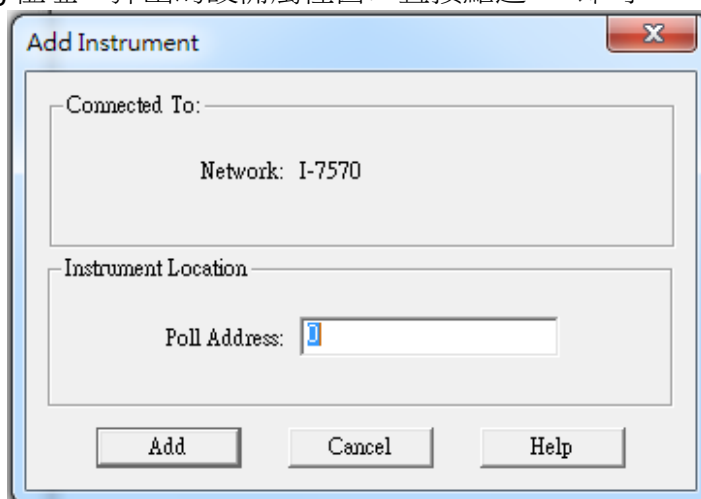 Add Instrument
Connected To:
Network: I-7570
Instrument Location
Poll Address: 0
Add Cancel Help